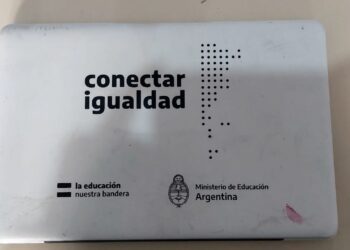 conectar
igualdad
la educación
nuestra bandera
Ministerio de Educación
Argentina